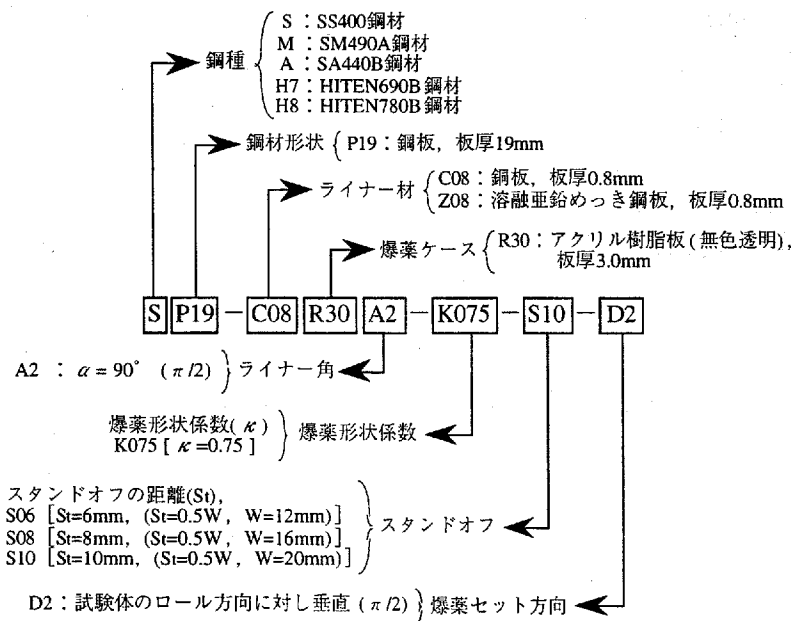 S：SS400鋼材
M：SM490A鋼材
鋼種
A：SA440B鋼材
H7：HITEN690B鋼材
H8：HITEN780B鋼材
鋼材形状 { P19：鋼板，板厚19mm
ライナー材
C08：銅板，板厚0.8mm
Z08：溶融亜鉛めっき鋼板，板厚0.8mm
爆薬ケース
R30：アクリル樹脂板(無色透明)，
板厚3.0mm
S P19 － C08 R30 A2 － K075 － S10 － D2
A2 ： α = 90° (π/2) } ライナー角
爆薬形状係数(κ)
K075 [ κ=0.75 ]
爆薬形状係数
スタンドオフの距離(St),
S06 [St=6mm, (St=0.5W , W=12mm)]
S08 [St=8mm, (St=0.5W , W=16mm)]
S10 [St=10mm, (St=0.5W , W=20mm)]
スタンドオフ
D2：試験体のロール方向に対し垂直 (π/2) } 爆薬セット方向